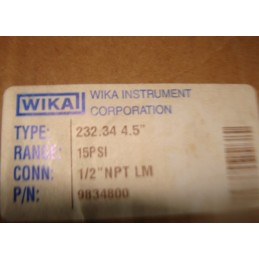 WIKA
WIKA INSTRUMENT
CORPORATION
TYPE: 232.34 4.5"
RANGE: 15PSI
CONN: 1/2" NPT LM
P/N: 9834800